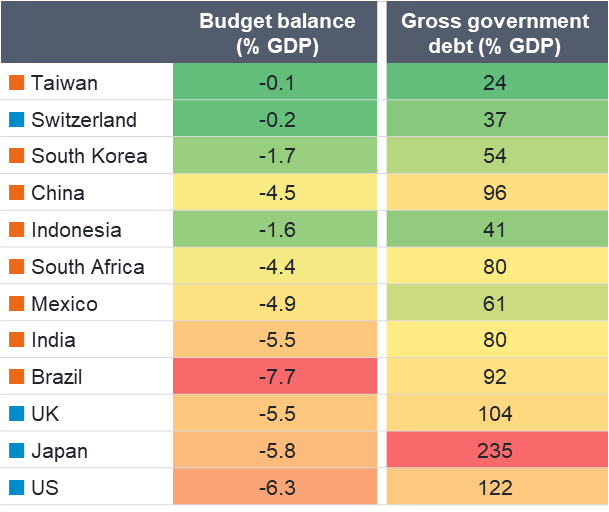 Budget balance Gross government
(% GDP) debt (% GDP)
Taiwan -0.1 24
Switzerland -0.2 37
South Korea -1.7 54
China -4.5 96
Indonesia -1.6 41
South Africa -4.4 80
Mexico -4.9 61
India -5.5 80
Brazil -7.7 92
UK -5.5 104
Japan -5.8 235
US -6.3 122